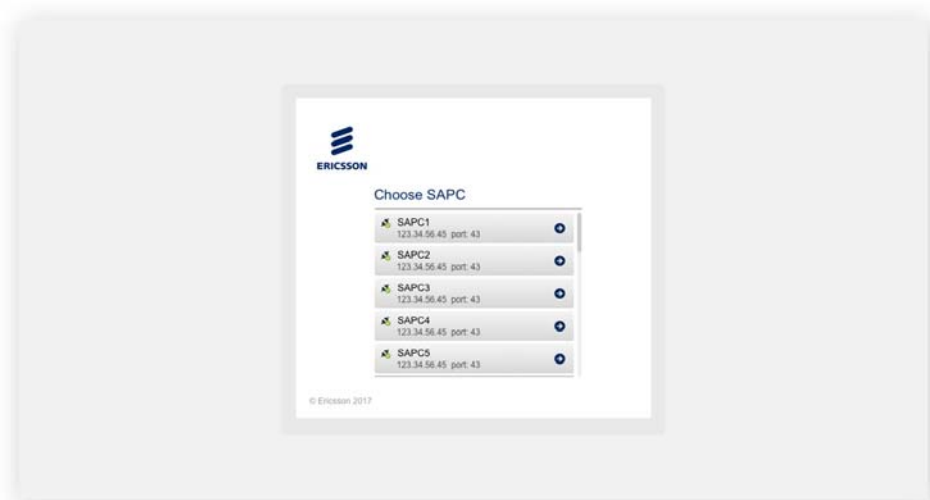 ERICSSON
Choose SAPC
SAPC1
123.34.56.45 port: 43
SAPC2
123.34.56.45 port: 43
SAPC3
123.34.56.45 port: 43
SAPC4
123.34.56.45 port: 43
SAPC5
123.34.56.45 port: 43
© Ericsson 2017